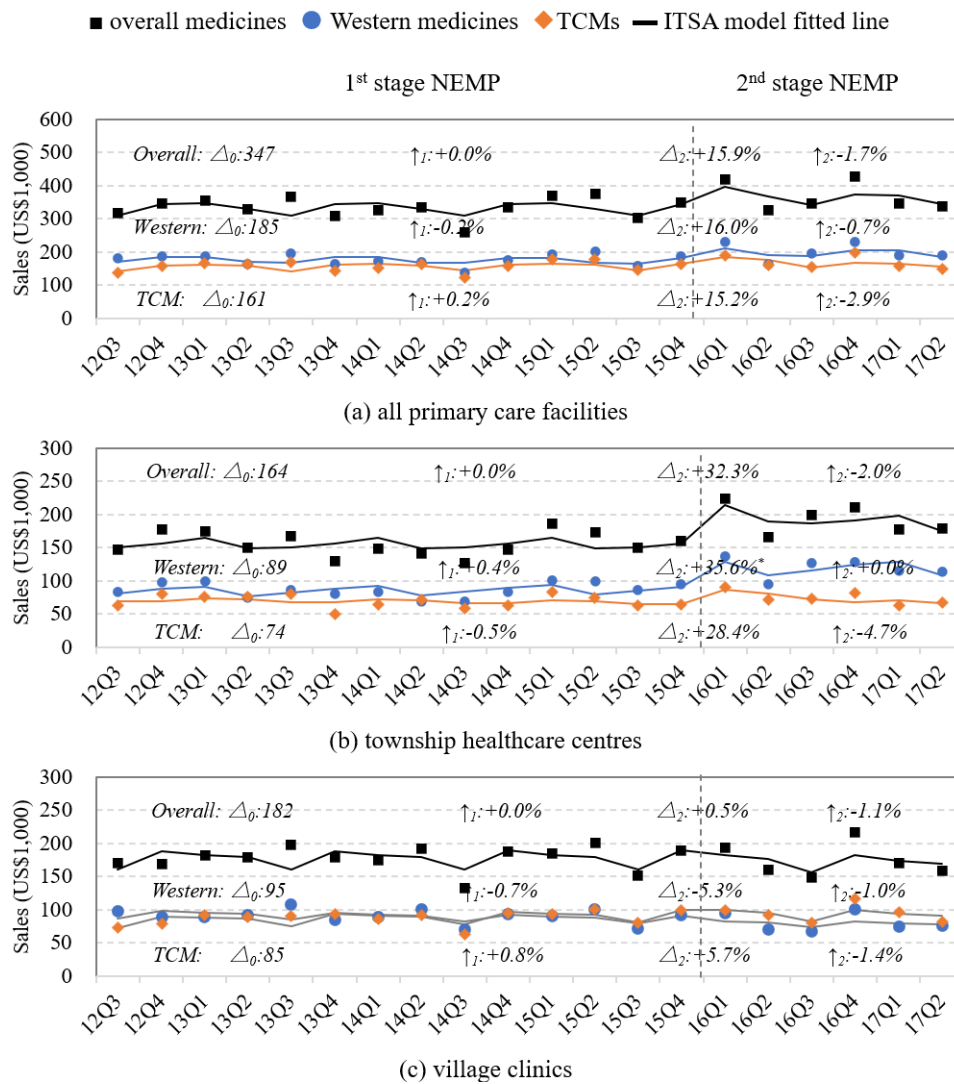 overall medicines Western medicines TCMs ITSA model fitted line
1st stage NEMP 2nd stage NEMP
Sales (US$1,000)
600
500
400
300
200
100
0
Overall: △0:347 ↑1:+0.0% △2:+15.9% ↑2:-1.7%
Western: △0:185 ↑1:-0.2% △2:+16.0% ↑2:-0.7%
TCM: △0:161 ↑1:+0.2% △2:+15.2% ↑2:-2.9%
12Q3 12Q4 13Q1 13Q2 13Q3 13Q4 14Q1 14Q2 14Q3 14Q4 15Q1 15Q2 15Q3 15Q4 16Q1 16Q2 16Q3 16Q4 17Q1 17Q2
(a) all primary care facilities
Sales (US$1,000)
300
250
200
150
100
50
0
Overall: △0:164 ↑1:+0.0% △2:+32.3% ↑2:-2.0%
Western: △0:89 ↑1:+0.4% △2:+35.6%* ↑2:+0.0%
TCM: △0:74 ↑1:-0.5% △2:+28.4% ↑2:-4.7%
12Q3 12Q4 13Q1 13Q2 13Q3 13Q4 14Q1 14Q2 14Q3 14Q4 15Q1 15Q2 15Q3 15Q4 16Q1 16Q2 16Q3 16Q4 17Q1 17Q2
(b) township healthcare centres
Sales (US$1,000)
300
250
200
150
100
50
0
Overall: △0:182 ↑1:+0.0% △2:+0.5% ↑2:-1.1%
Western: △0:95 ↑1:-0.7% △2:-5.3% ↑2:-1.0%
TCM: △0:85 ↑1:+0.8% △2:+5.7% ↑2:-1.4%
12Q3 12Q4 13Q1 13Q2 13Q3 13Q4 14Q1 14Q2 14Q3 14Q4 15Q1 15Q2 15Q3 15Q4 16Q1 16Q2 16Q3 16Q4 17Q1 17Q2
(c) village clinics